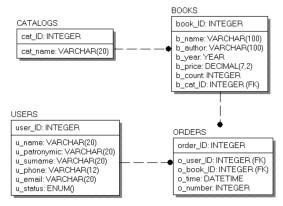 CATALOGS
cat_ID: INTEGER
cat_name: VARCHAR(20)
BOOKS
book_ID: INTEGER
b_name: VARCHAR(100)
b_author: VARCHAR(100)
b_year: YEAR
b_price: DECIMAL(7,2)
b_count: INTEGER
b_cat_ID: INTEGER (FK)
USERS
user_ID: INTEGER
u_name: VARCHAR(20)
u_patronymic: VARCHAR(20)
u_surname: VARCHAR(20)
u_phone: VARCHAR(12)
u_email: VARCHAR(20)
u_status: ENUM()
ORDERS
order_ID: INTEGER
o_user_ID: INTEGER (FK)
o_book_ID: INTEGER (FK)
o_time: DATETIME
o_number: INTEGER